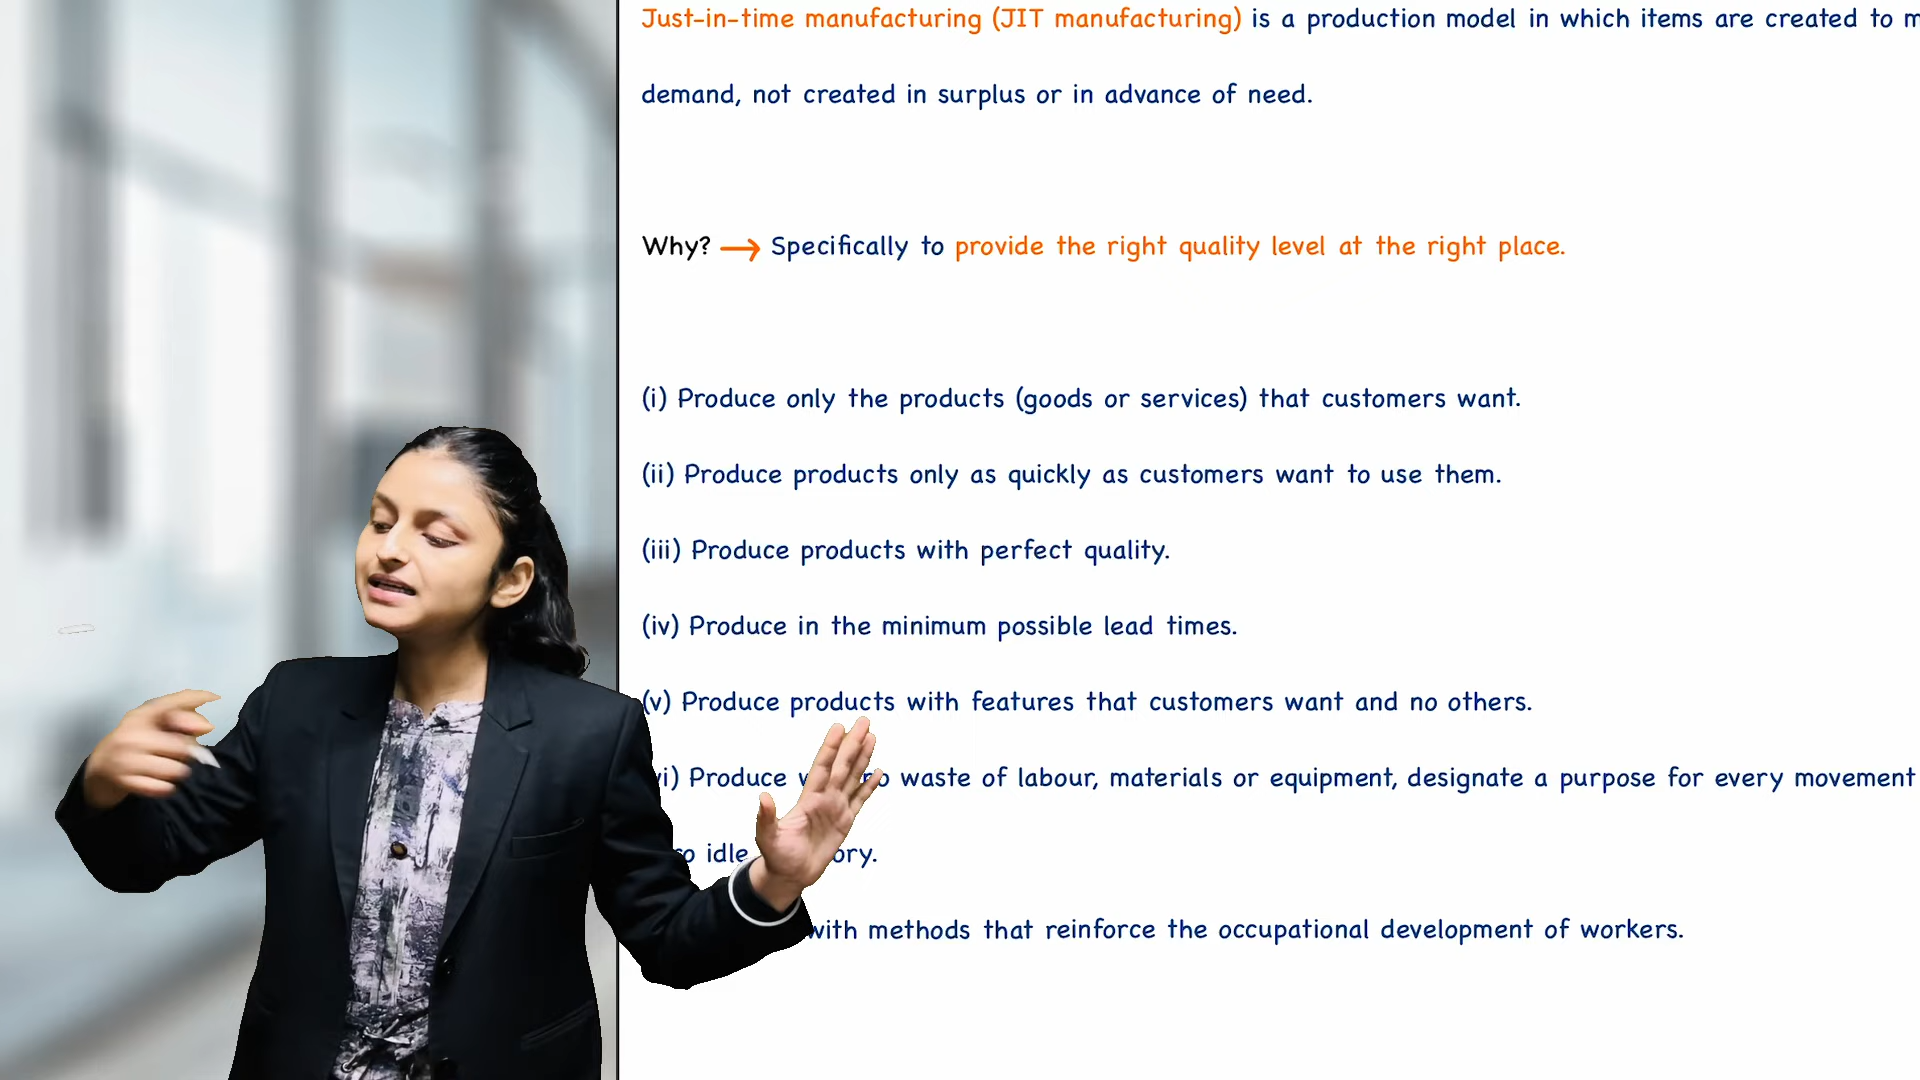 Just-in-time manufacturing (JIT manufacturing) is a production model in which items are created to
demand, not created in surplus or in advance of need.
Why? → Specifically to provide the right quality level at the right place.
(i) Produce only the products (goods or services) that customers want.
(ii) Produce products only as quickly as customers want to use them.
(iii) Produce products with perfect quality.
(iv) Produce in the minimum possible lead times.
(v) Produce products with features that customers want and no others.
Produce waste of labour, materials or equipment, designate a purpose for every movement
idle
with methods that reinforce the occupational development of workers.